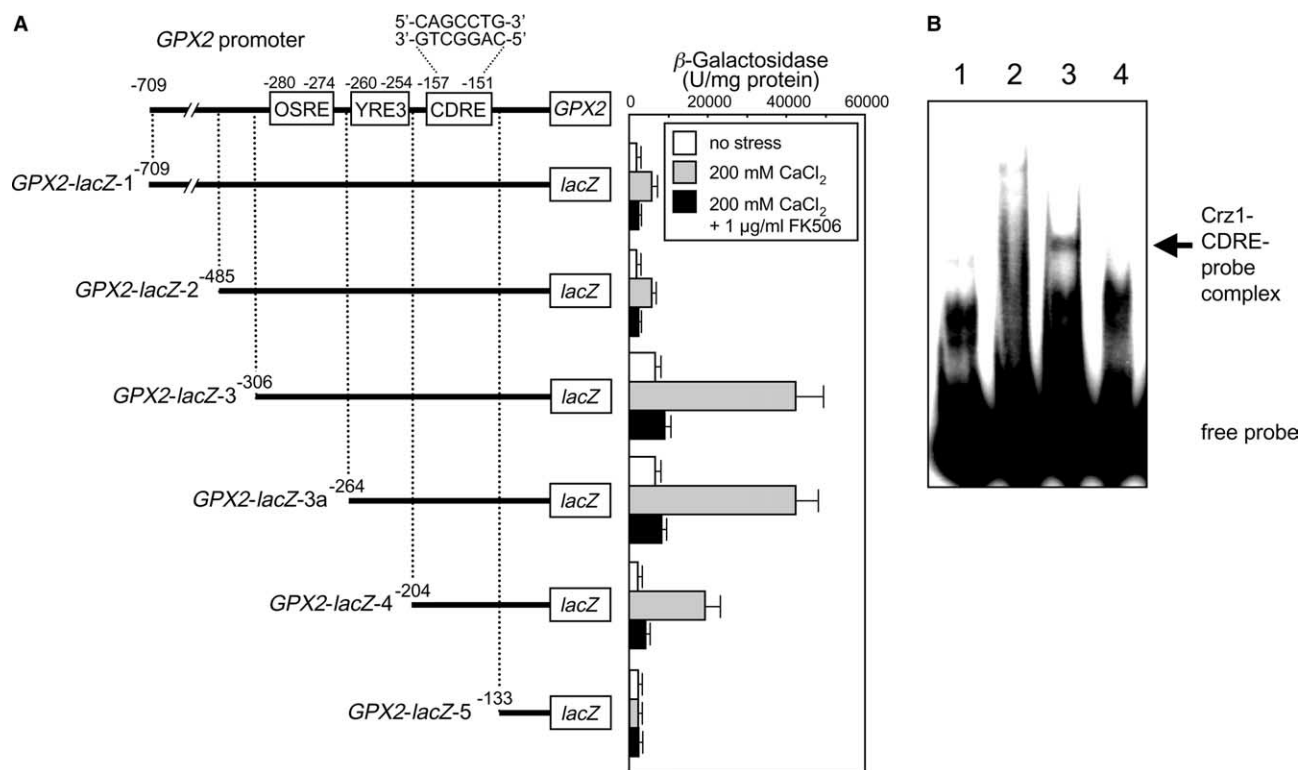 A
GPX2 promoter
5'-CAGCCTG-3'
3'-GTCGGAC-5'
-709
-280 -274 -260 -254 -157 -151
OSRE YRE3 CDRE GPX2
β-Galactosidase
(U/mg protein)
0 20000 40000 60000
no stress
200 mM CaCl₂
200 mM CaCl₂
+ 1 µg/ml FK506
GPX2-lacZ-1 -709 lacZ
GPX2-lacZ-2 -485 lacZ
GPX2-lacZ-3 -306 lacZ
GPX2-lacZ-3a -264 lacZ
GPX2-lacZ-4 -204 lacZ
GPX2-lacZ-5 -133 lacZ
B
1 2 3 4
Crz1-
CDRE-
probe
complex
free probe